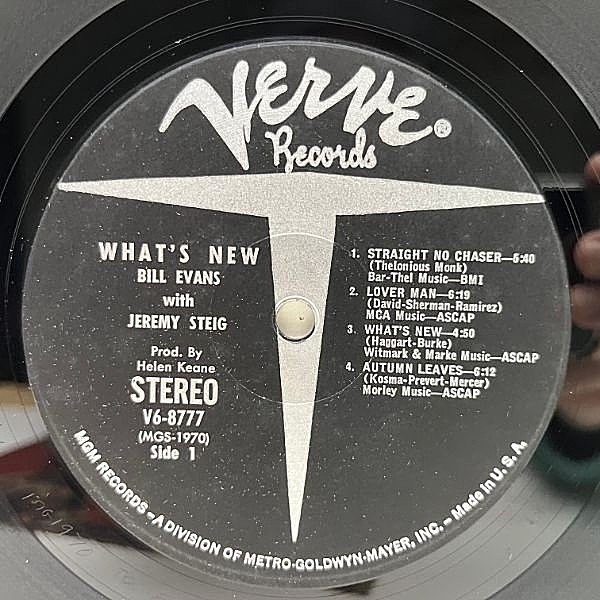 VERVE®
Records
WHAT'S NEW
BILL EVANS
with
JEREMY STEIG
Prod. By
Helen Keane
STEREO
V6-8777
(MGS-1970)
Side 1
1. STRAIGHT NO CHASER—5:40
(Thelonious Monk)
Bar-Thel Music—BMI
2. LOVER MAN—6:19
(David-Sherman-Ramirez)
MCA Music—ASCAP
3. WHAT'S NEW—4:50
(Haggart-Burke)
Witmark & Marke Music—ASCAP
4. AUTUMN LEAVES—6:12
(Kosma-Prevert-Mercer)
Morley Music—ASCAP
MGM RECORDS – A DIVISION OF METRO-GOLDWYN-MAYER, INC. – Made in U.S.A.